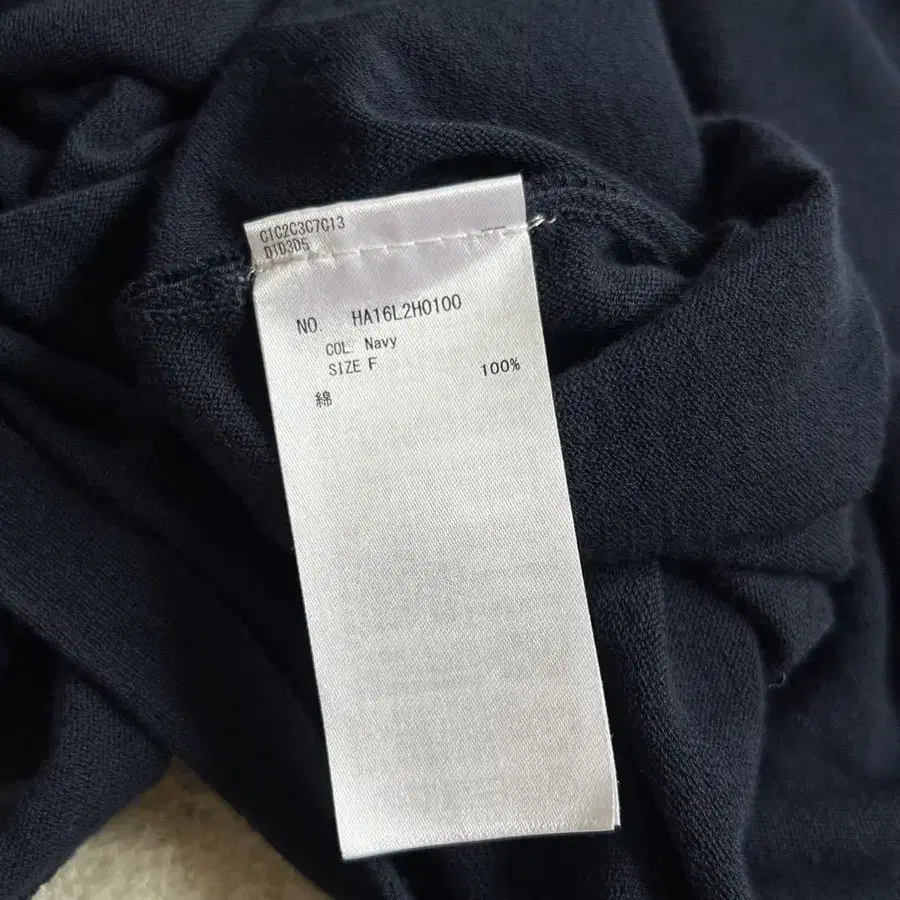 C1C2C3C7C13
D1D3D5
NO. HA16L2H0100
COL. Navy
SIZE F
綿 100%